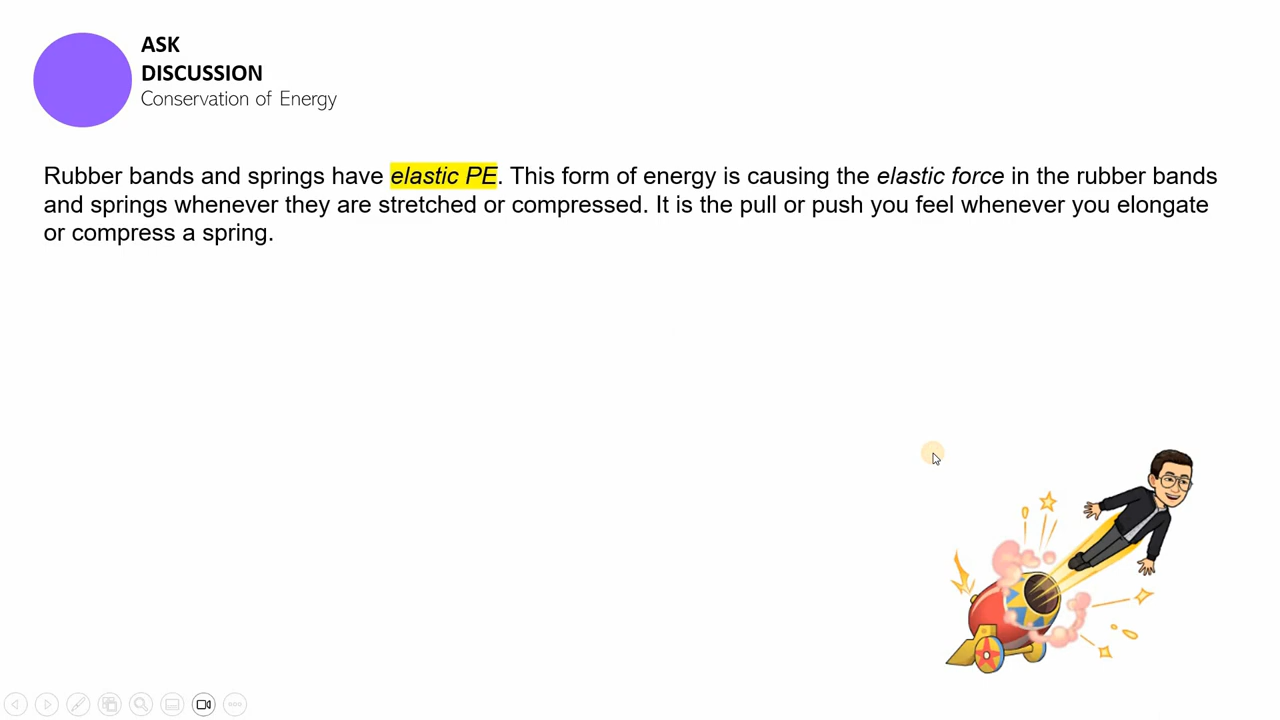 ASK
DISCUSSION
Conservation of Energy
Rubber bands and springs have elastic PE. This form of energy is causing the elastic force in the rubber bands
and springs whenever they are stretched or compressed. It is the pull or push you feel whenever you elongate
or compress a spring.